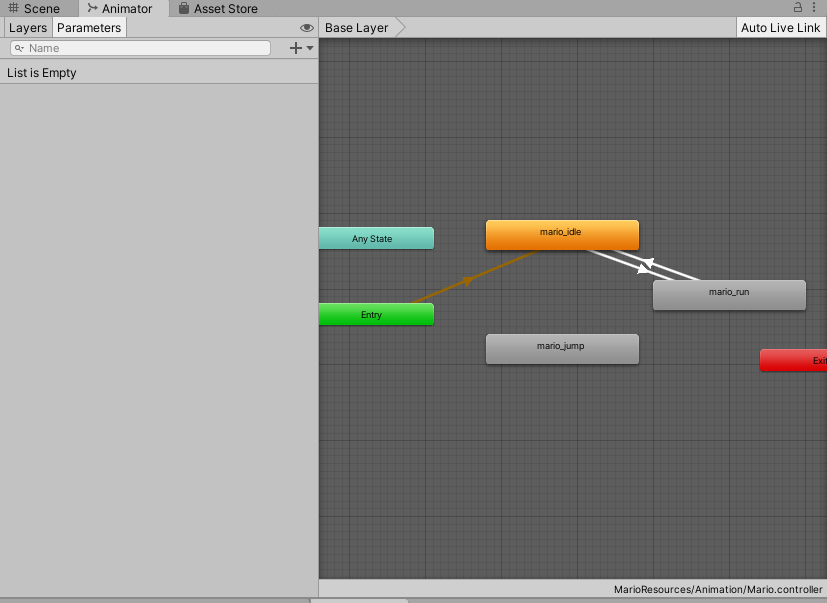 Scene Animator Asset Store
Layers Parameters Base Layer Auto Live Link
Name
List is Empty
mario_idle
Any State
mario_run
Entry
mario_jump
Exit
MarioResources/Animation/Mario.controller